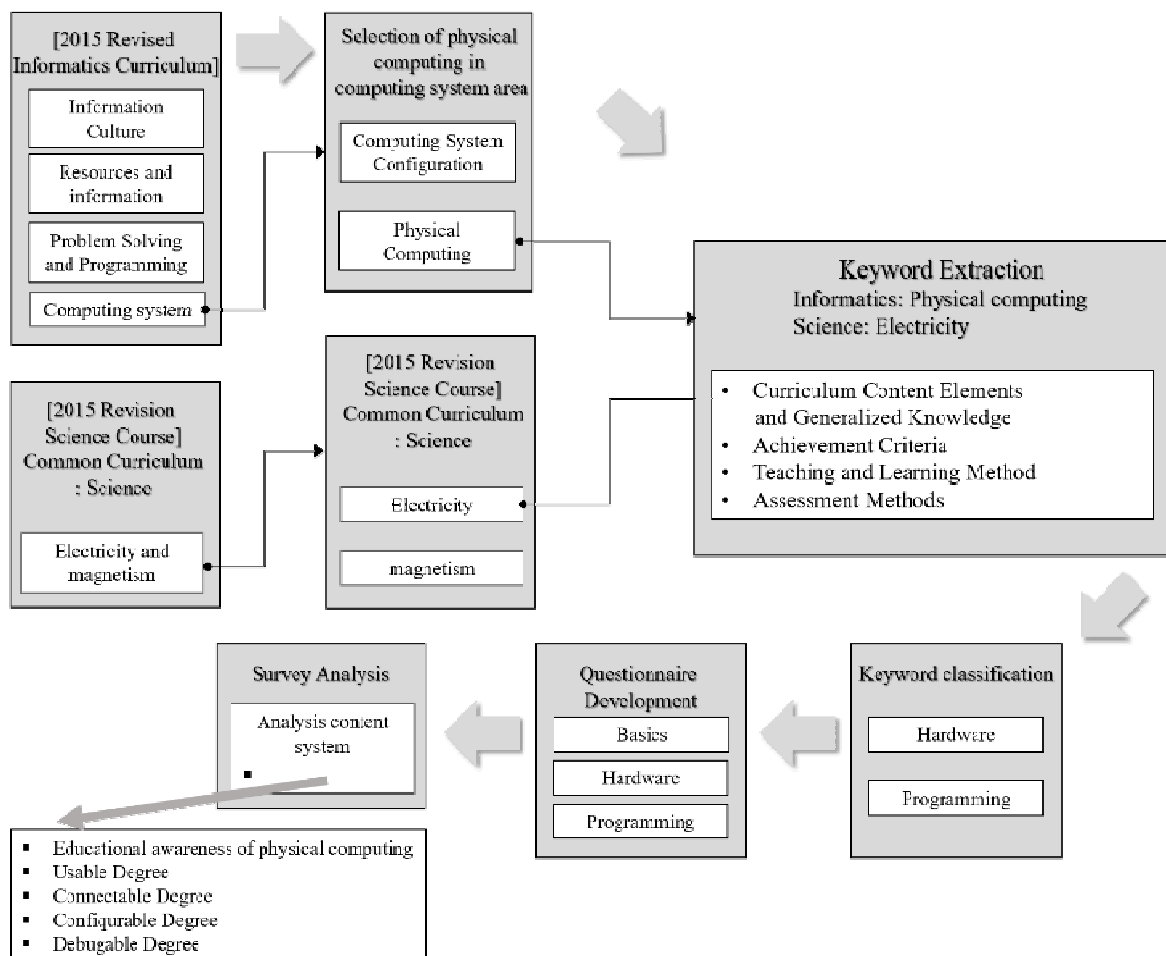 [2015 Revised
Informatics Curriculum]
Information
Culture
Resources and
information
Problem Solving
and Programming
Computing system
Selection of physical
computing in
computing system area
Computing System
Configuration
Physical
Computing
[2015 Revision
Science Course]
Common Curriculum
: Science
Electricity and
magnetism
[2015 Revision
Science Course]
Common Curriculum
: Science
Electricity
magnetism
Keyword Extraction
Informatics: Physical computing
Science: Electricity
• Curriculum Content Elements
and Generalized Knowledge
• Achievement Criteria
• Teaching and Learning Method
• Assessment Methods
Keyword classification
Hardware
Programming
Questionnaire
Development
Basics
Hardware
Programming
Survey Analysis
Analysis content
system
▪
▪ Educational awareness of physical computing
▪ Usable Degree
▪ Connectable Degree
▪ Configurable Degree
▪ Debugable Degree